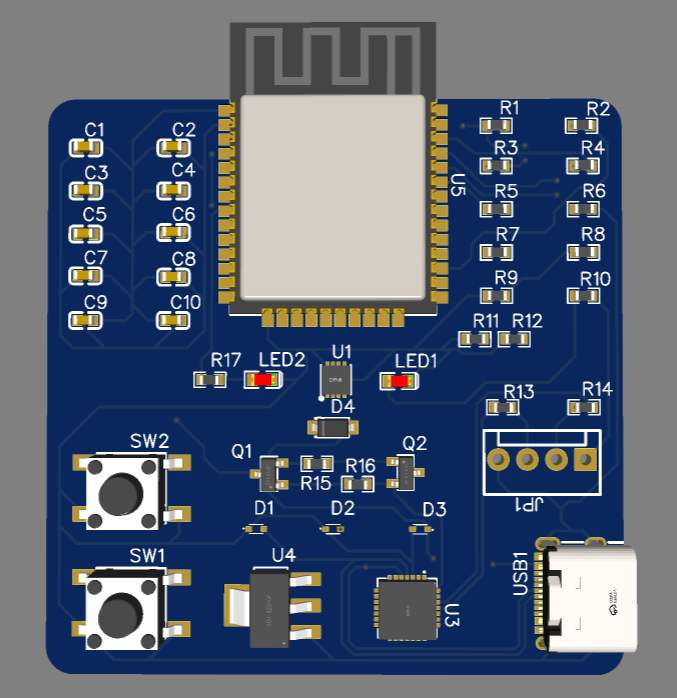 R1 R2
C1 C2
R3 R4
C3 C4
U5
R5 R6
C5 C6
R7 R8
C7 C8
R9 R10
C9 C10
R11 R12
R17 LED2 U1 LED1
R13 R14
D4
SW2 Q1 Q2
R15 R16
JP1
D1 D2 D3
SW1 U4 U3 USB1